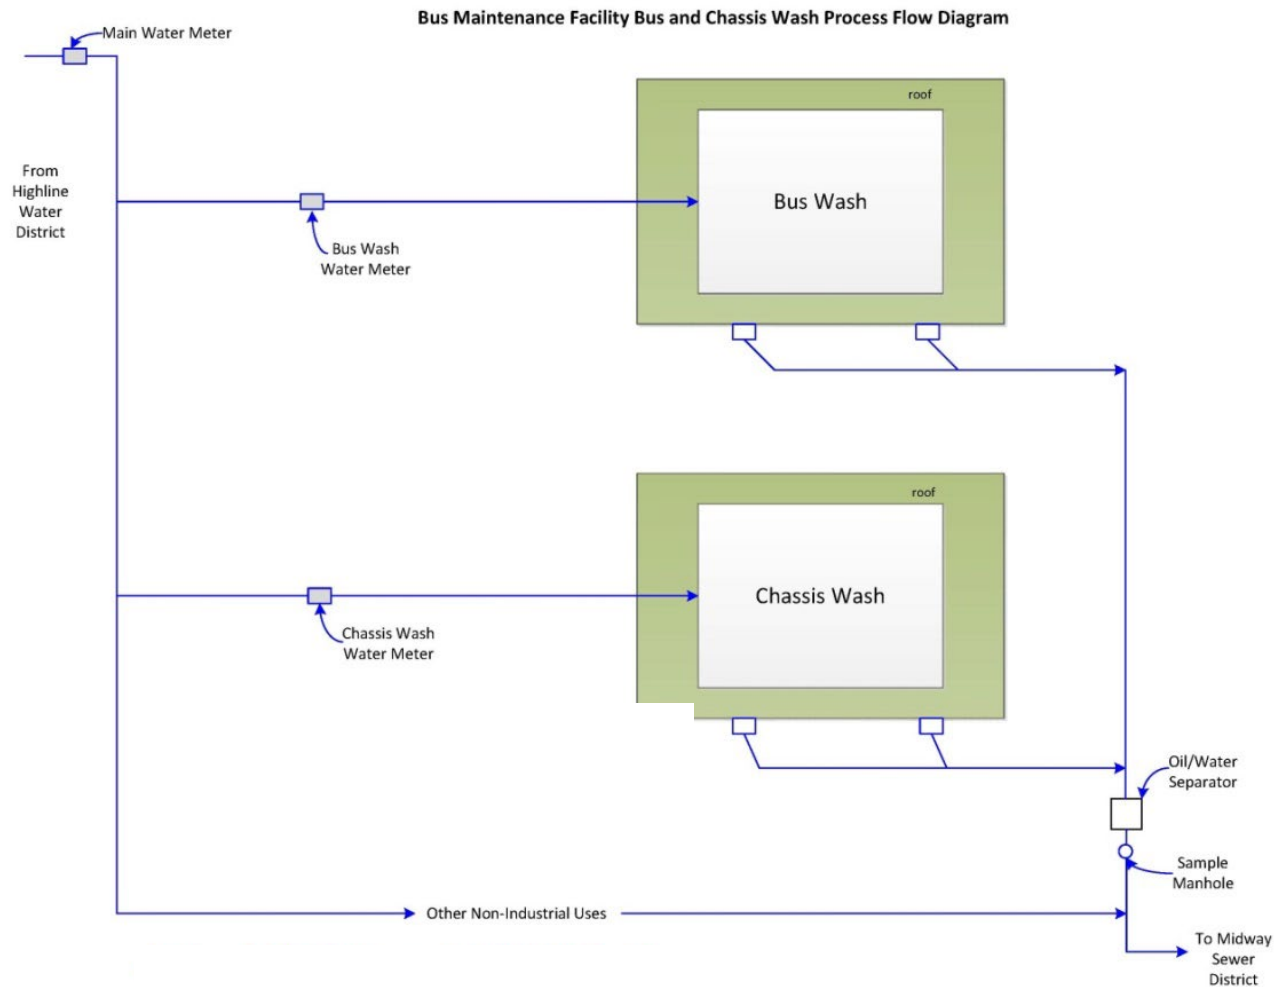 Bus Maintenance Facility Bus and Chassis Wash Process Flow Diagram
Main Water Meter
roof
From
Highline
Water
District
Bus Wash
Bus Wash
Water Meter
roof
Chassis Wash
Chassis Wash
Water Meter
Oil/Water
Separator
Sample
Manhole
Other Non-Industrial Uses
To Midway
Sewer
District